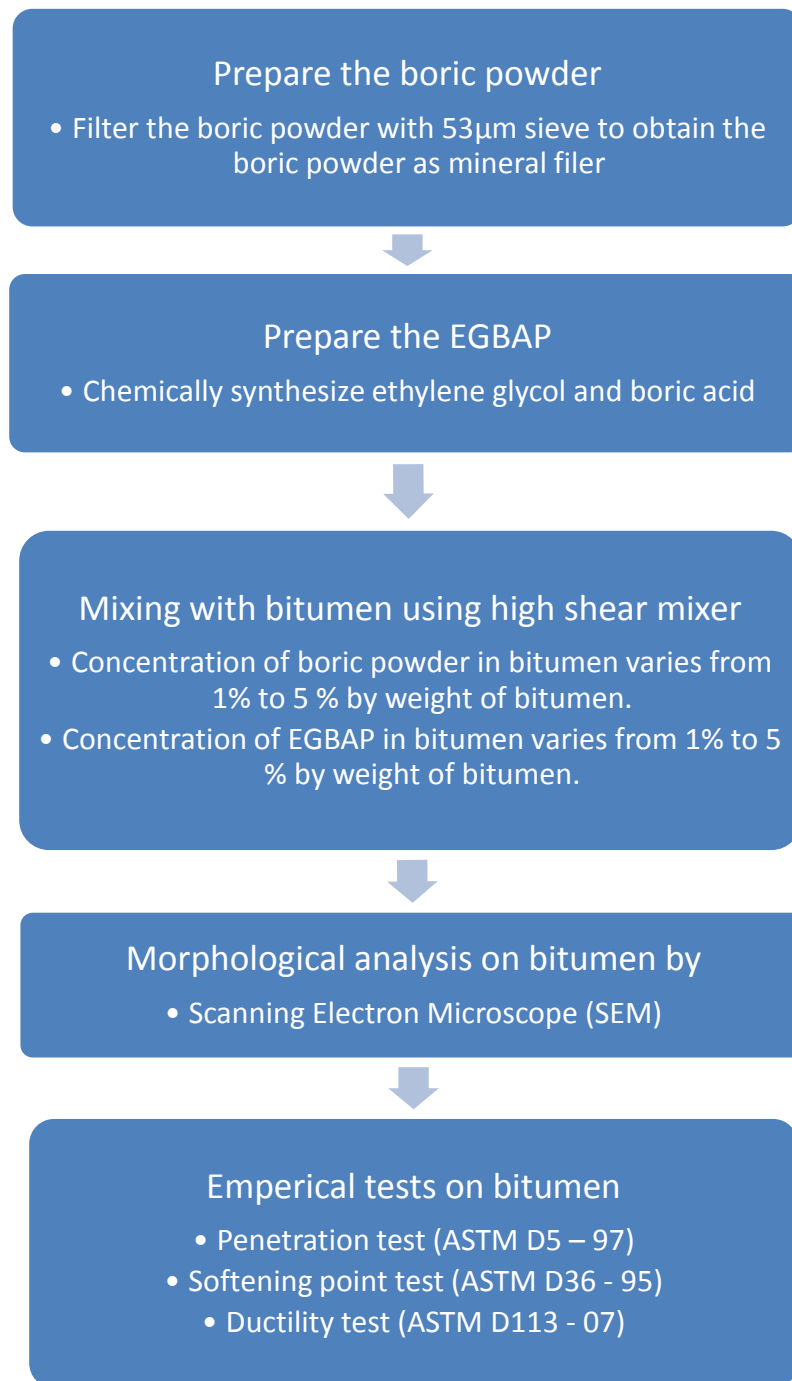 Prepare the boric powder
• Filter the boric powder with 53µm sieve to obtain the
boric powder as mineral filer
Prepare the EGBAP
• Chemically synthesize ethylene glycol and boric acid
Mixing with bitumen using high shear mixer
• Concentration of boric powder in bitumen varies from
1% to 5 % by weight of bitumen.
• Concentration of EGBAP in bitumen varies from 1% to 5
% by weight of bitumen.
Morphological analysis on bitumen by
• Scanning Electron Microscope (SEM)
Emperical tests on bitumen
• Penetration test (ASTM D5 – 97)
• Softening point test (ASTM D36 - 95)
• Ductility test (ASTM D113 - 07)